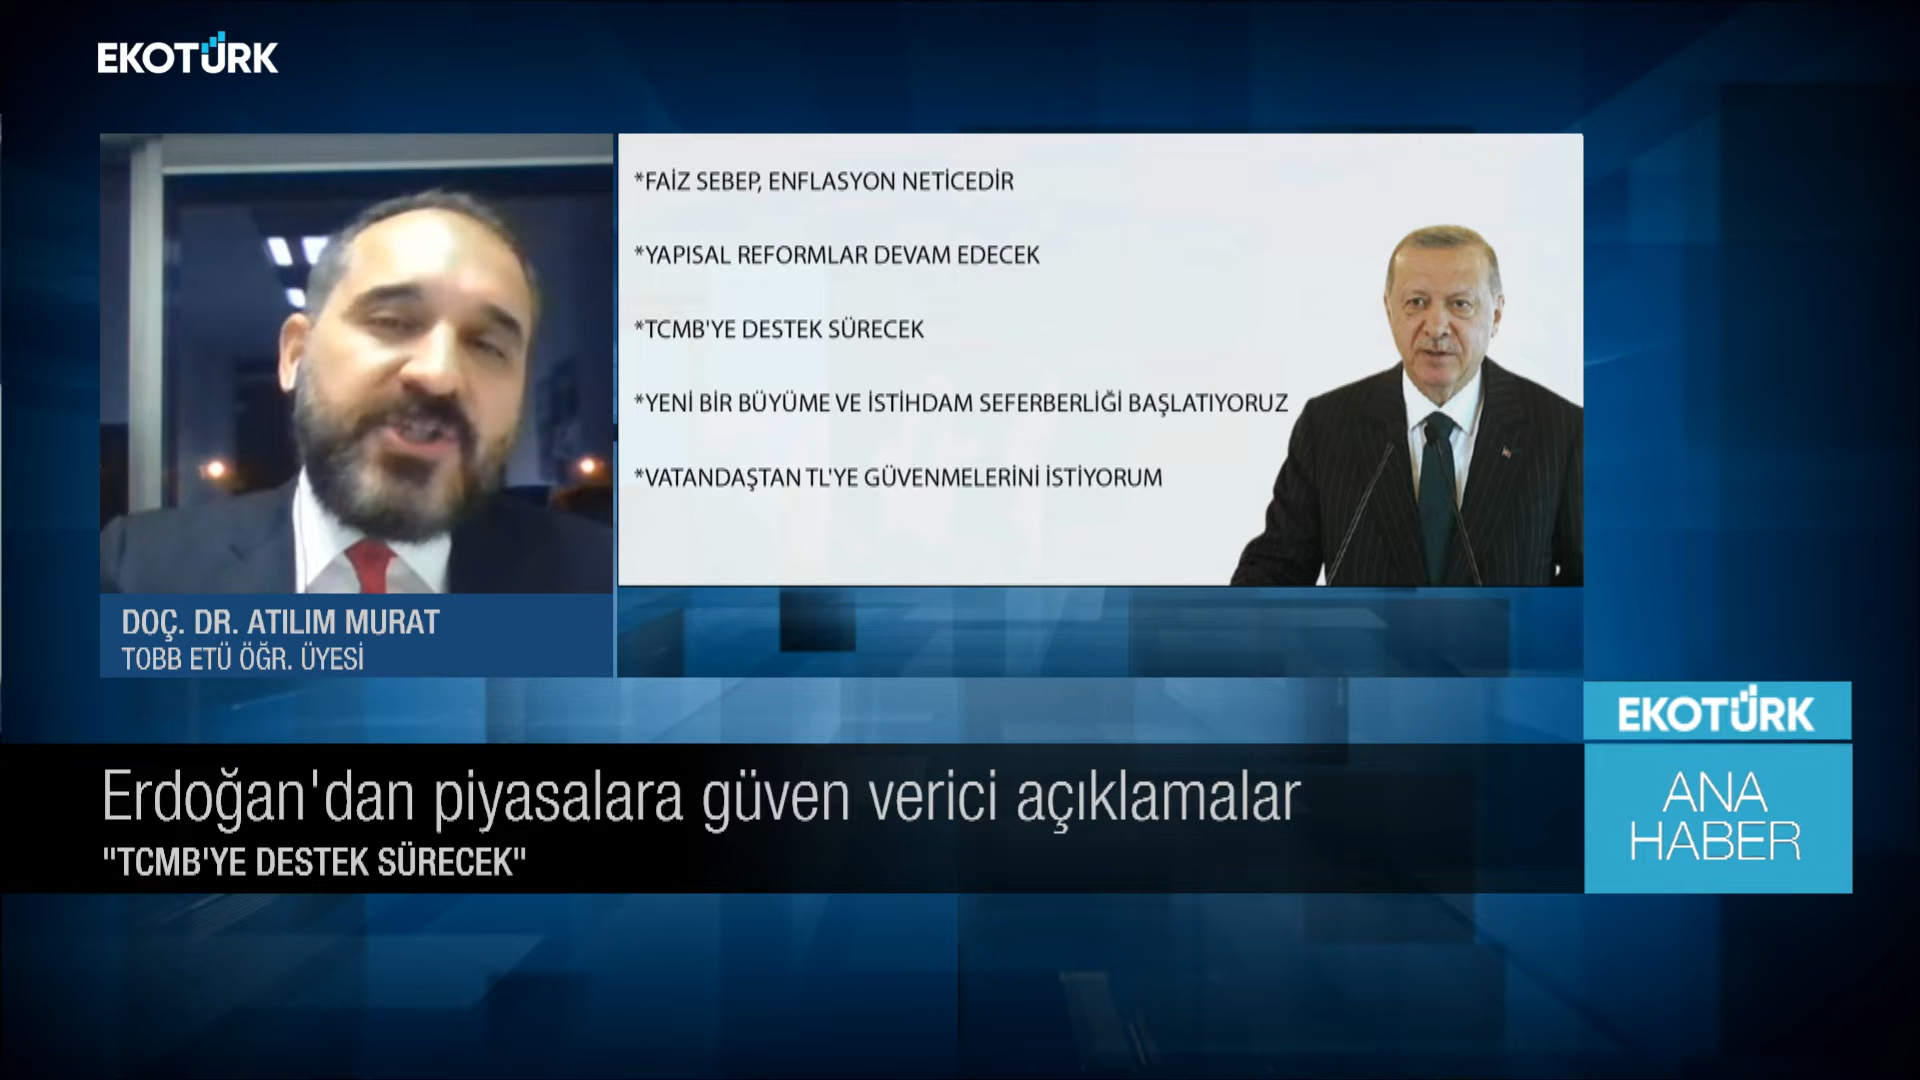 EKOTÜRK
*FAİZ SEBEP, ENFLASYON NETİCEDİR
*YAPISAL REFORMLAR DEVAM EDECEK
*TCMB'YE DESTEK SÜRECEK
*YENİ BİR BÜYÜME VE İSTİHDAM SEFERBERLİĞİ BAŞLATIYORUZ
*VATANDAŞTAN TL'YE GÜVENMELERİNİ İSTİYORUM
DOÇ. DR. ATILIM MURAT
TOBB ETÜ ÖĞR. ÜYESİ
EKOTÜRK
ANA
HABER
Erdoğan'dan piyasalara güven verici açıklamalar
"TCMB'YE DESTEK SÜRECEK"